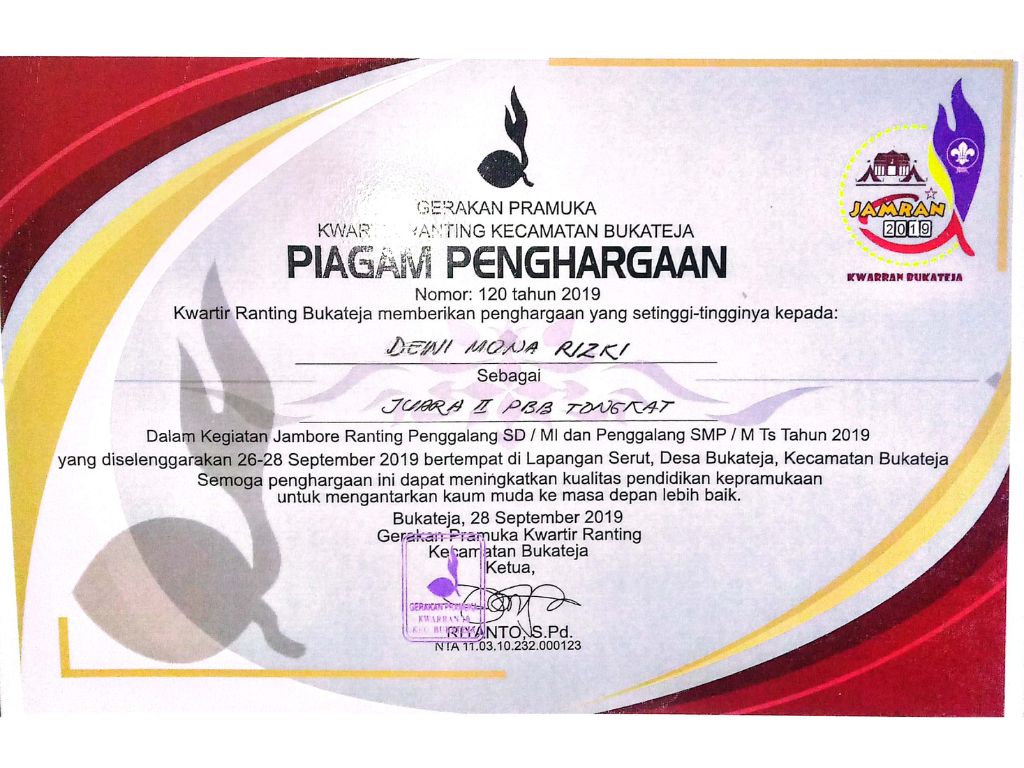 GERAKAN PRAMUKA
KWARTIR RANTING KECAMATAN BUKATEJA
PIAGAM PENGHARGAAN
Nomor: 120 tahun 2019
Kwartir Ranting Bukateja memberikan penghargaan yang setinggi-tingginya kepada:
DEWI MONA RIZKI
Sebagai
JUARA II PBB TONGKAT
Dalam Kegiatan Jambore Ranting Penggalang SD / MI dan Penggalang SMP / M Ts Tahun 2019
yang diselenggarakan 26-28 September 2019 bertempat di Lapangan Serut, Desa Bukateja, Kecamatan Bukateja
Semoga penghargaan ini dapat meningkatkan kualitas pendidikan kepramukaan
untuk mengantarkan kaum muda ke masa depan lebih baik.
Bukateja, 28 September 2019
Gerakan Pramuka Kwartir Ranting
Kecamatan Bukateja
Ketua,
GERAKAN PRAMUKA
KWARRAN
KEC. BUKATEJA
RIYANTO, S.Pd.
NTA 11.03.10.232.000123
JAMRAN
2019
KWARRAN BUKATEJA